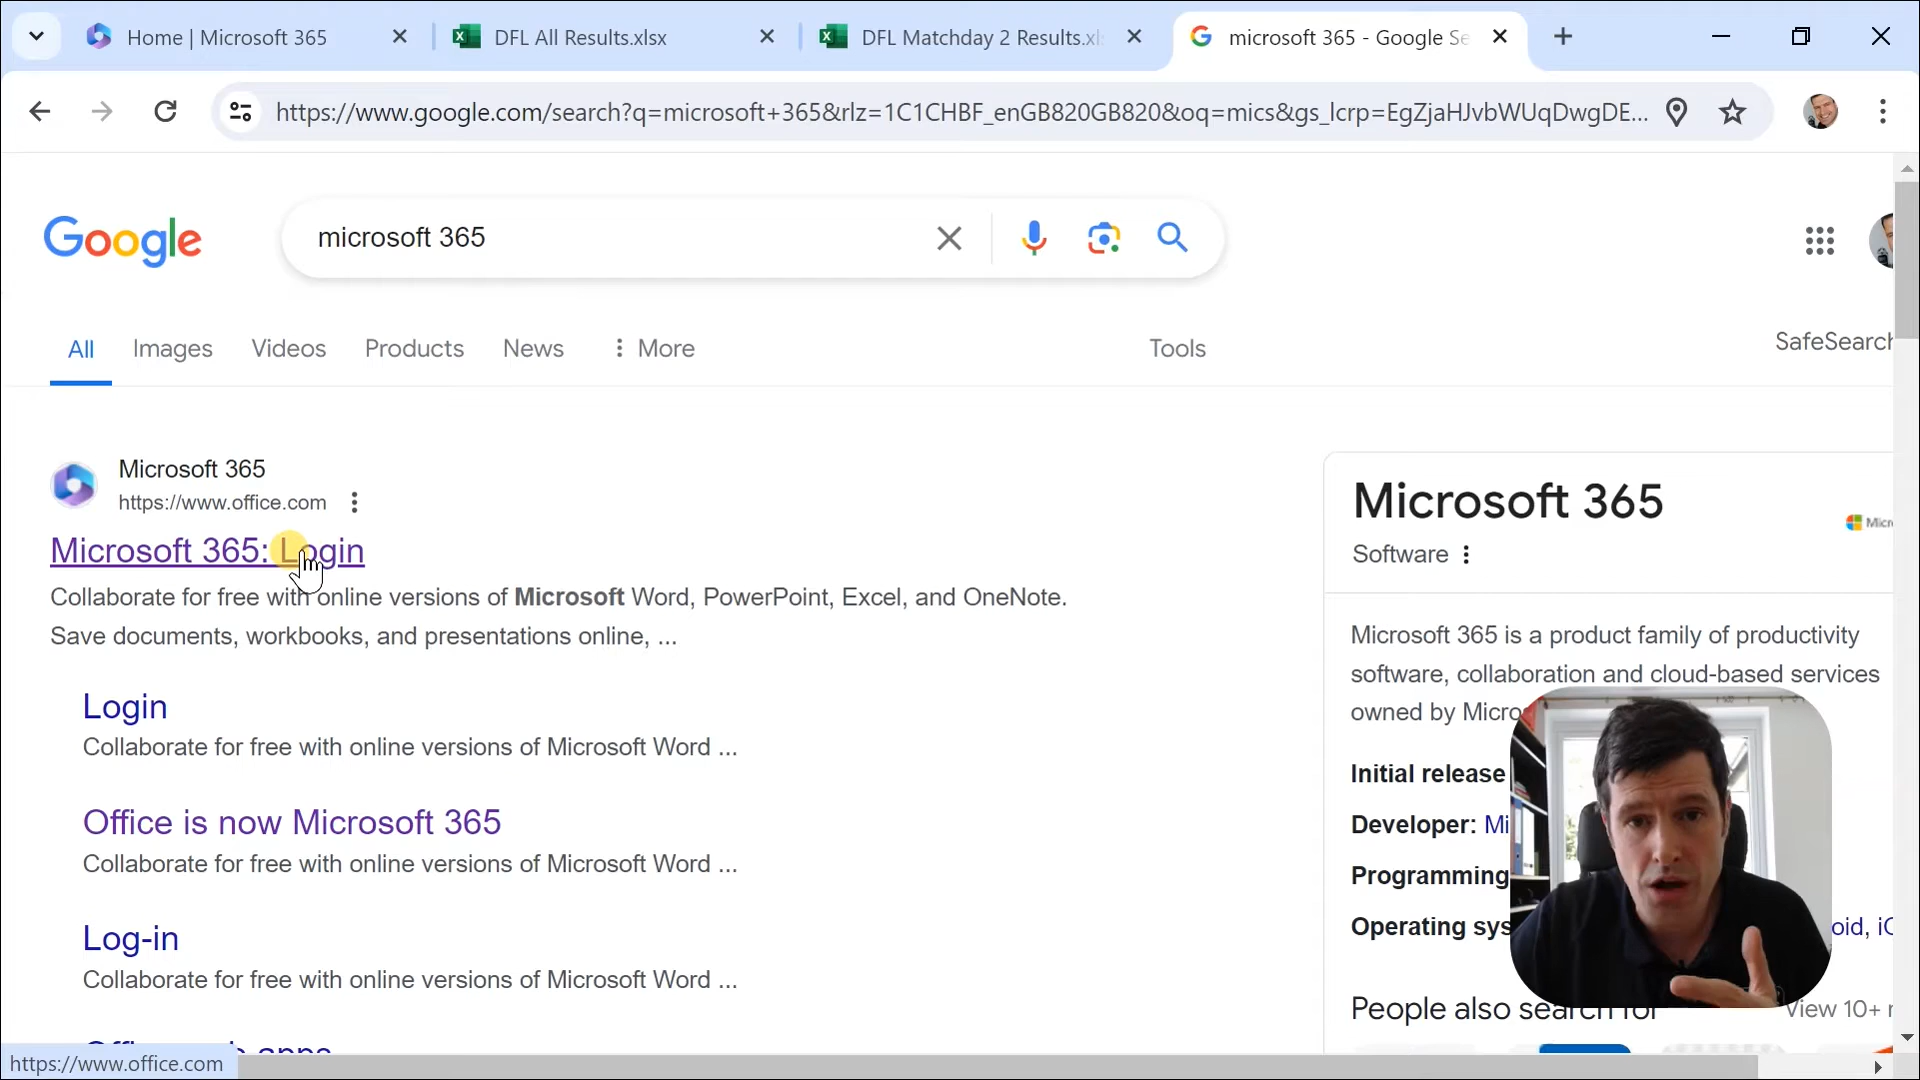 Home | Microsoft 365
DFL All Results.xlsx
DFL Matchday 2 Results.xl
microsoft 365 - Google Se
https://www.google.com/search?q=microsoft+365&rlz=1C1CHBF_enGB820GB820&oq=mics&gs_lcrp=EgZjaHJvbWUqDwgDE...
Google
microsoft 365
All
Images
Videos
Products
News
More
Tools
SafeSearch
Microsoft 365
https://www.office.com
Microsoft 365: Login
Collaborate for free with online versions of Microsoft Word, PowerPoint, Excel, and OneNote.
Save documents, workbooks, and presentations online, ...
Login
Collaborate for free with online versions of Microsoft Word ...
Office is now Microsoft 365
Collaborate for free with online versions of Microsoft Word ...
Log-in
Collaborate for free with online versions of Microsoft Word ...
https://www.office.com
Microsoft 365
Micr
Software
Microsoft 365 is a product family of productivity
software, collaboration and cloud-based services
owned by Micro
Initial release
Developer: Mi
Programming
Operating sys
oid, iO
People also search for
View 10+